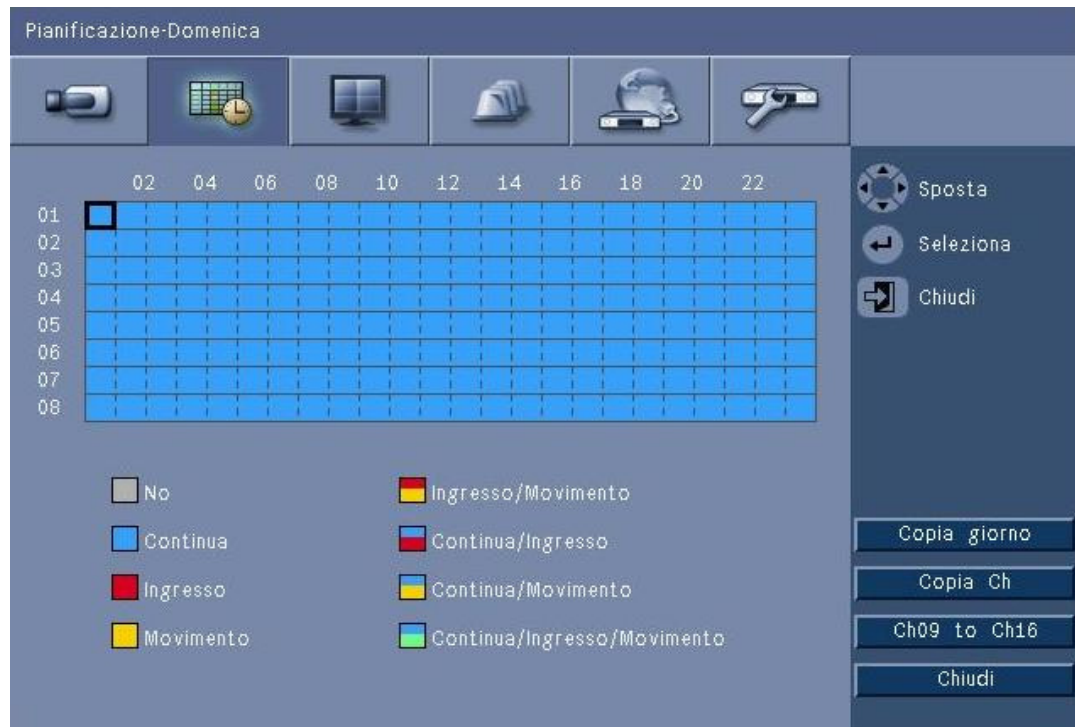 Pianificazione-Domenica
02 04 06 08 10 12 14 16 18 20 22
01
02
03
04
05
06
07
08
Sposta
Seleziona
Chiudi
No
Continua
Ingresso
Movimento
Ingresso/Movimento
Continua/Ingresso
Continua/Movimento
Continua/Ingresso/Movimento
Copia giorno
Copia Ch
Ch09 to Ch16
Chiudi